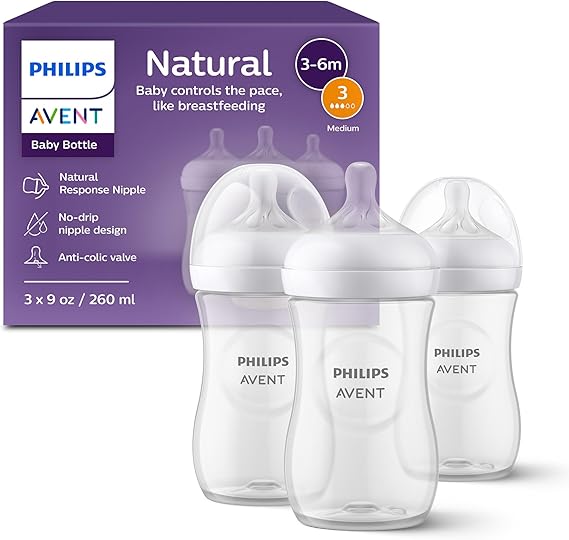 PHILIPS
AVENT
Baby Bottle
Natural
Baby controls the pace,
like breastfeeding
3-6m
3
Medium
Natural
Response Nipple
No-drip
nipple design
Anti-colic valve
3 x 9 oz / 260 ml
PHILIPS
AVENT
PHILIPS
AVENT
PHILIPS
AVENT